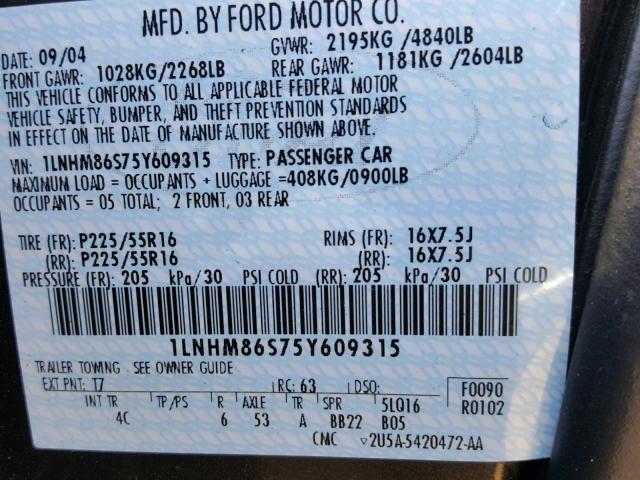 MFD. BY FORD MOTOR CO.
DATE: 09/04 GVWR: 2195KG /4840LB
FRONT GAWR: 1028KG/2268LB REAR GAWR: 1181KG /2604LB
THIS VEHICLE CONFORMS TO ALL APPLICABLE FEDERAL MOTOR
VEHICLE SAFETY, BUMPER, AND THEFT PREVENTION STANDARDS
IN EFFECT ON THE DATE OF MANUFACTURE SHOWN ABOVE.
VIN: 1LNHM86S75Y609315 TYPE: PASSENGER CAR
MAXIMUM LOAD = OCCUPANTS + LUGGAGE =408KG/0900LB
OCCUPANTS: 05 TOTAL; 2 FRONT, 03 REAR
TIRE (FR): P225/55R16 RIMS (FR): 16X7.5J
(RR): P225/55R16 (RR): 16X7.5J
PRESSURE (FR): 205 kPa/30 PSI COLD (RR): 205 kPa/30 PSI COLD
1LNHM86S75Y609315
TRAILER TOWING - SEE OWNER GUIDE
EXT PNT: T7 RC: 63 DSO: F0090
INT TR TP/PS R AXLE TR SPR 5LQ16 R0102
4C 6 53 A BB22 B05
CMC ▽2U5A-5420472-AA